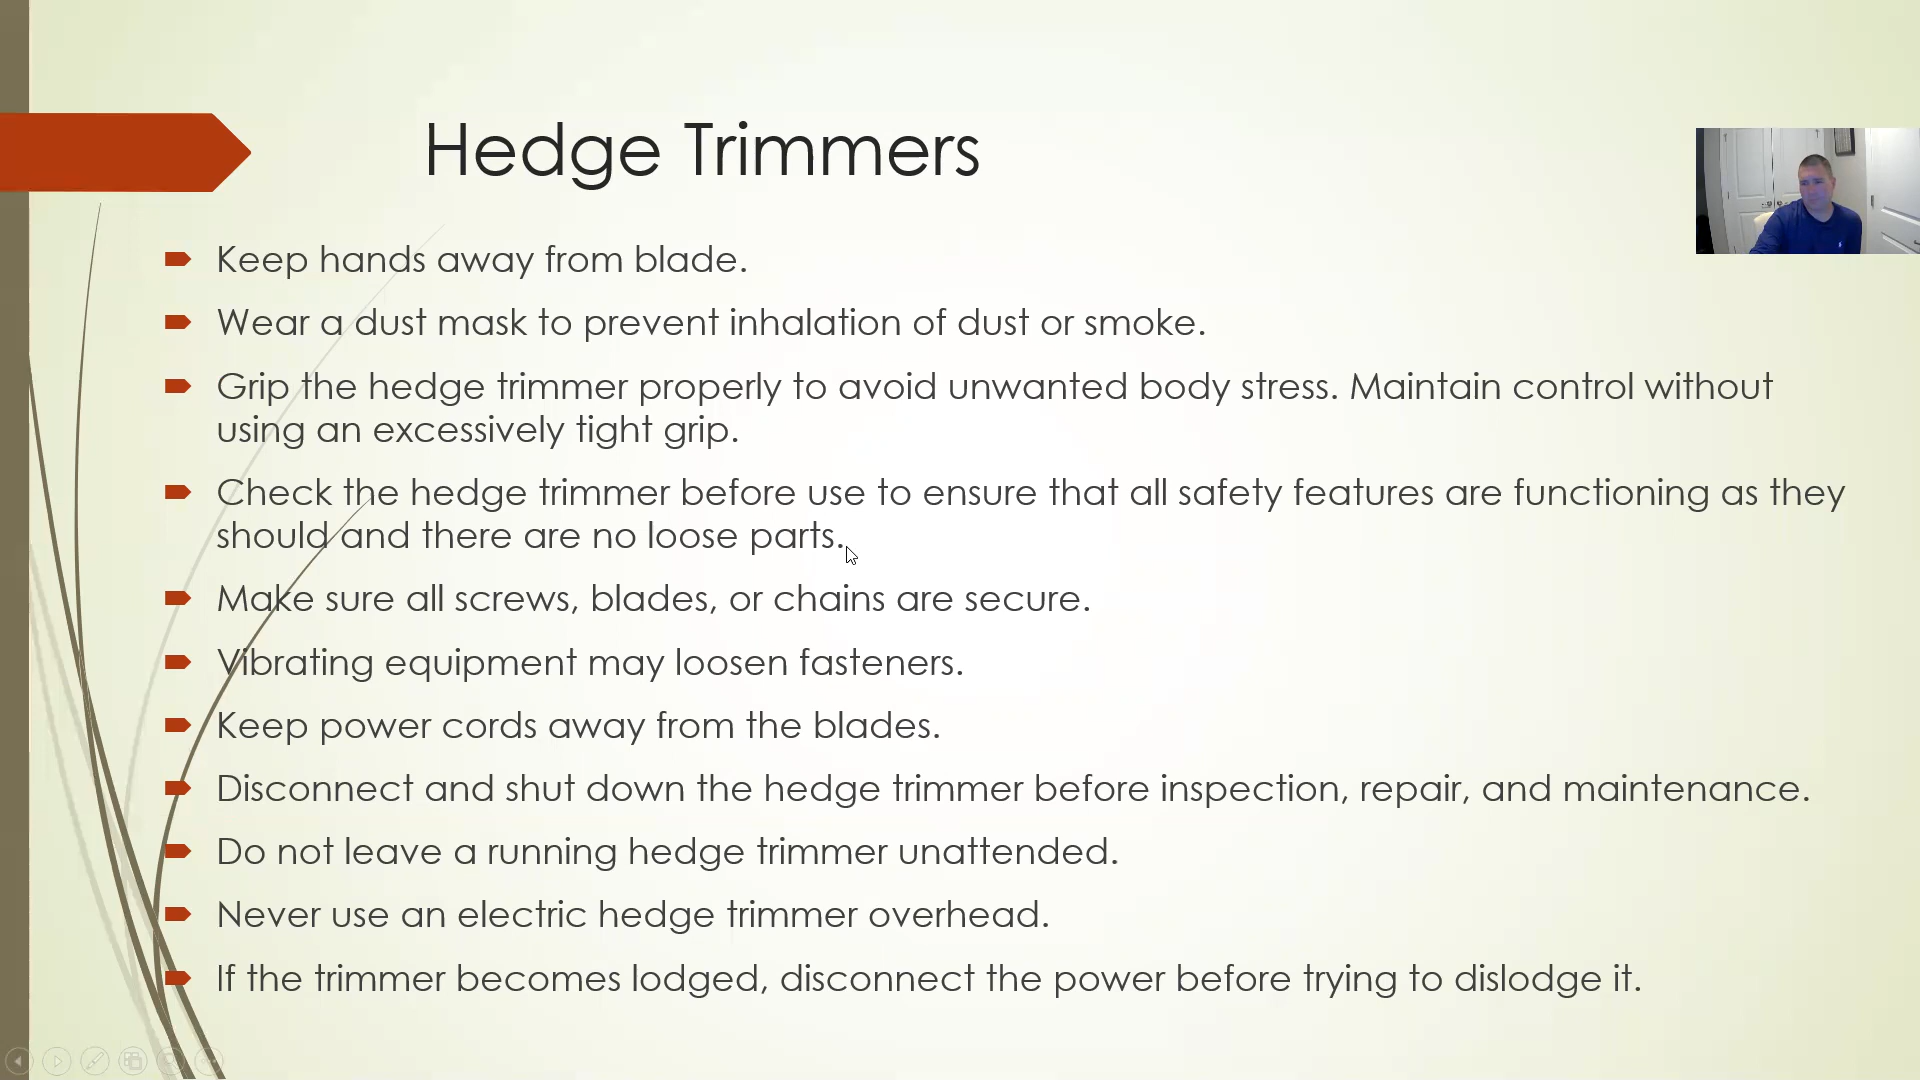 Hedge Trimmers
Keep hands away from blade.
Wear a dust mask to prevent inhalation of dust or smoke.
Grip the hedge trimmer properly to avoid unwanted body stress. Maintain control without
using an excessively tight grip.
Check the hedge trimmer before use to ensure that all safety features are functioning as they
should and there are no loose parts.
Make sure all screws, blades, or chains are secure.
Vibrating equipment may loosen fasteners.
Keep power cords away from the blades.
Disconnect and shut down the hedge trimmer before inspection, repair, and maintenance.
Do not leave a running hedge trimmer unattended.
Never use an electric hedge trimmer overhead.
If the trimmer becomes lodged, disconnect the power before trying to dislodge it.